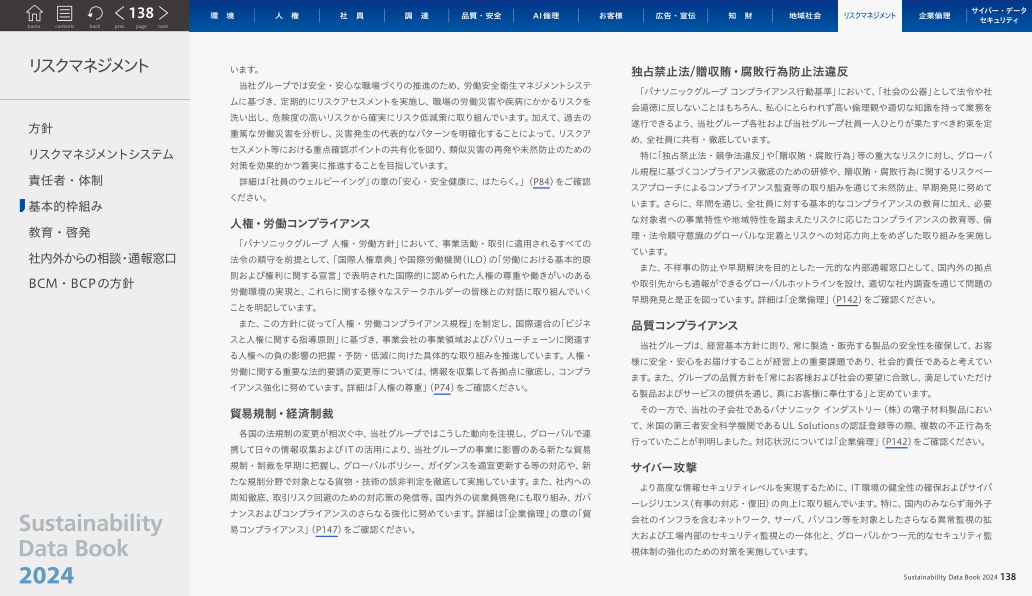 home
contents
back
prev
138
page
next
環 境
人 権
社 員
調 達
品質・安全
AI倫理
お客様
広告・宣伝
知 財
地域社会
リスクマネジメント
企業倫理
サイバー・データ
セキュリティ
リスクマネジメント
方針
リスクマネジメントシステム
責任者・体制
基本的枠組み
教育・啓発
社内外からの相談・通報窓口
BCM・BCPの方針
Sustainability
Data Book
2024
います。
当社グループでは安全・安心な職場づくりの推進のため、労働安全衛生マネジメントシステ
ムに基づき、定期的にリスクアセスメントを実施し、職場の労働災害や疾病にかかるリスクを
洗い出し、危険度の高いリスクから確実にリスク低減策に取り組んでいます。加えて、過去の
重篤な労働災害を分析し、災害発生の代表的なパターンを明確化することによって、リスクア
セスメント等における重点確認ポイントの共有化を図り、類似災害の再発や未然防止のための
対策を効果的かつ着実に推進することを目指しています。
詳細は「社員のウェルビーイング」の章の「安心・安全健康に、はたらく。」（P84）をご確認
ください。
人権・労働コンプライアンス
「パナソニックグループ 人権・労働方針」において、事業活動・取引に適用されるすべての
法令の順守を前提として、「国際人権章典」や国際労働機関（ILO）の「労働における基本的原
則および権利に関する宣言」で表明された国際的に認められた人権の尊重や働きがいのある
労働環境の実現と、これらに関する様々なステークホルダーの皆様との対話に取り組んでいく
ことを明記しています。
また、この方針に従って「人権・労働コンプライアンス規程」を制定し、国際連合の「ビジネ
スと人権に関する指導原則」に基づき、事業会社の事業領域およびバリューチェーンに関連す
る人権への負の影響の把握・予防・低減に向けた具体的な取り組みを推進しています。人権・
労働に関する重要な法的要請の変更等については、情報を収集して各拠点に徹底し、コンプラ
イアンス強化に努めています。詳細は「人権の尊重」（P74）をご確認ください。
貿易規制・経済制裁
各国の法規制の変更が相次ぐ中、当社グループではこうした動向を注視し、グローバルで連
携して日々の情報収集およびITの活用により、当社グループの事業に影響のある新たな貿易
規制・制裁を早期に把握し、グローバルポリシー、ガイダンスを適宜更新する等の対応や、新
たな規制分野で対象となる貨物・技術の該非判定を徹底して実施しています。また、社内への
周知徹底、取引リスク回避のための対応策の発信等、国内外の従業員啓発にも取り組み、ガバ
ナンスおよびコンプライアンスのさらなる強化に努めています。詳細は「企業倫理」の章の「貿
易コンプライアンス」（P147）をご確認ください。
独占禁止法/贈収賄・腐敗行為防止法違反
「パナソニックグループ コンプライアンス行動基準」において、「社会の公器」として法令や社
会道徳に反しないことはもちろん、私心にとらわれず高い倫理観や適切な知識を持って業務を
遂行できるよう、当社グループ各社および当社グループ社員一人ひとりが果たすべき約束を定
め、全社員に共有・徹底しています。
特に「独占禁止法・競争法違反」や「贈収賄・腐敗行為」等の重大なリスクに対し、グローバ
ル規程に基づくコンプライアンス徹底のための研修や、贈収賄・腐敗行為に関するリスクベー
スアプローチによるコンプライアンス監査等の取り組みを通じて未然防止、早期発見に努めて
います。さらに、年間を通じ、全社員に対する基本的なコンプライアンスの教育に加え、必要
な対象者への事業特性や地域特性を踏まえたリスクに応じたコンプライアンスの教育等、倫
理・法令順守意識のグローバルな定着とリスクへの対応力向上をめざした取り組みを実施し
ています。
また、不祥事の防止や早期解決を目的とした一元的な内部通報窓口として、国内外の拠点
や取引先からも通報ができるグローバルホットラインを設け、適切な社内調査を通じて問題の
早期発見と是正を図っています。詳細は「企業倫理」（P142）をご確認ください。
品質コンプライアンス
当社グループは、経営基本方針に則り、常に製造・販売する製品の安全性を確保して、お客
様に安全・安心をお届けすることが経営上の重要課題であり、社会的責任であると考えてい
ます。また、グループの品質方針を「常にお客様および社会の要望に合致し、満足していただけ
る製品およびサービスの提供を通じ、真にお客様に奉仕する」と定めています。
その一方で、当社の子会社であるパナソニック インダストリー（株）の電子材料製品におい
て、米国の第三者安全科学機関であるUL Solutionsの認証登録等の際、複数の不正行為を
行っていたことが判明しました。対応状況については「企業倫理」（P142）をご確認ください。
サイバー攻撃
より高度な情報セキュリティレベルを実現するために、IT環境の健全性の確保およびサイバ
ーレジリエンス（有事の対応・復旧）の向上に取り組んでいます。特に、国内のみならず海外子
会社のインフラを含むネットワーク、サーバ、パソコン等を対象としたさらなる異常監視の拡
大および工場内部のセキュリティ監視との一体化と、グローバルかつ一元的なセキュリティ監
視体制の強化のための対策を実施しています。
Sustainability Data Book 2024 138